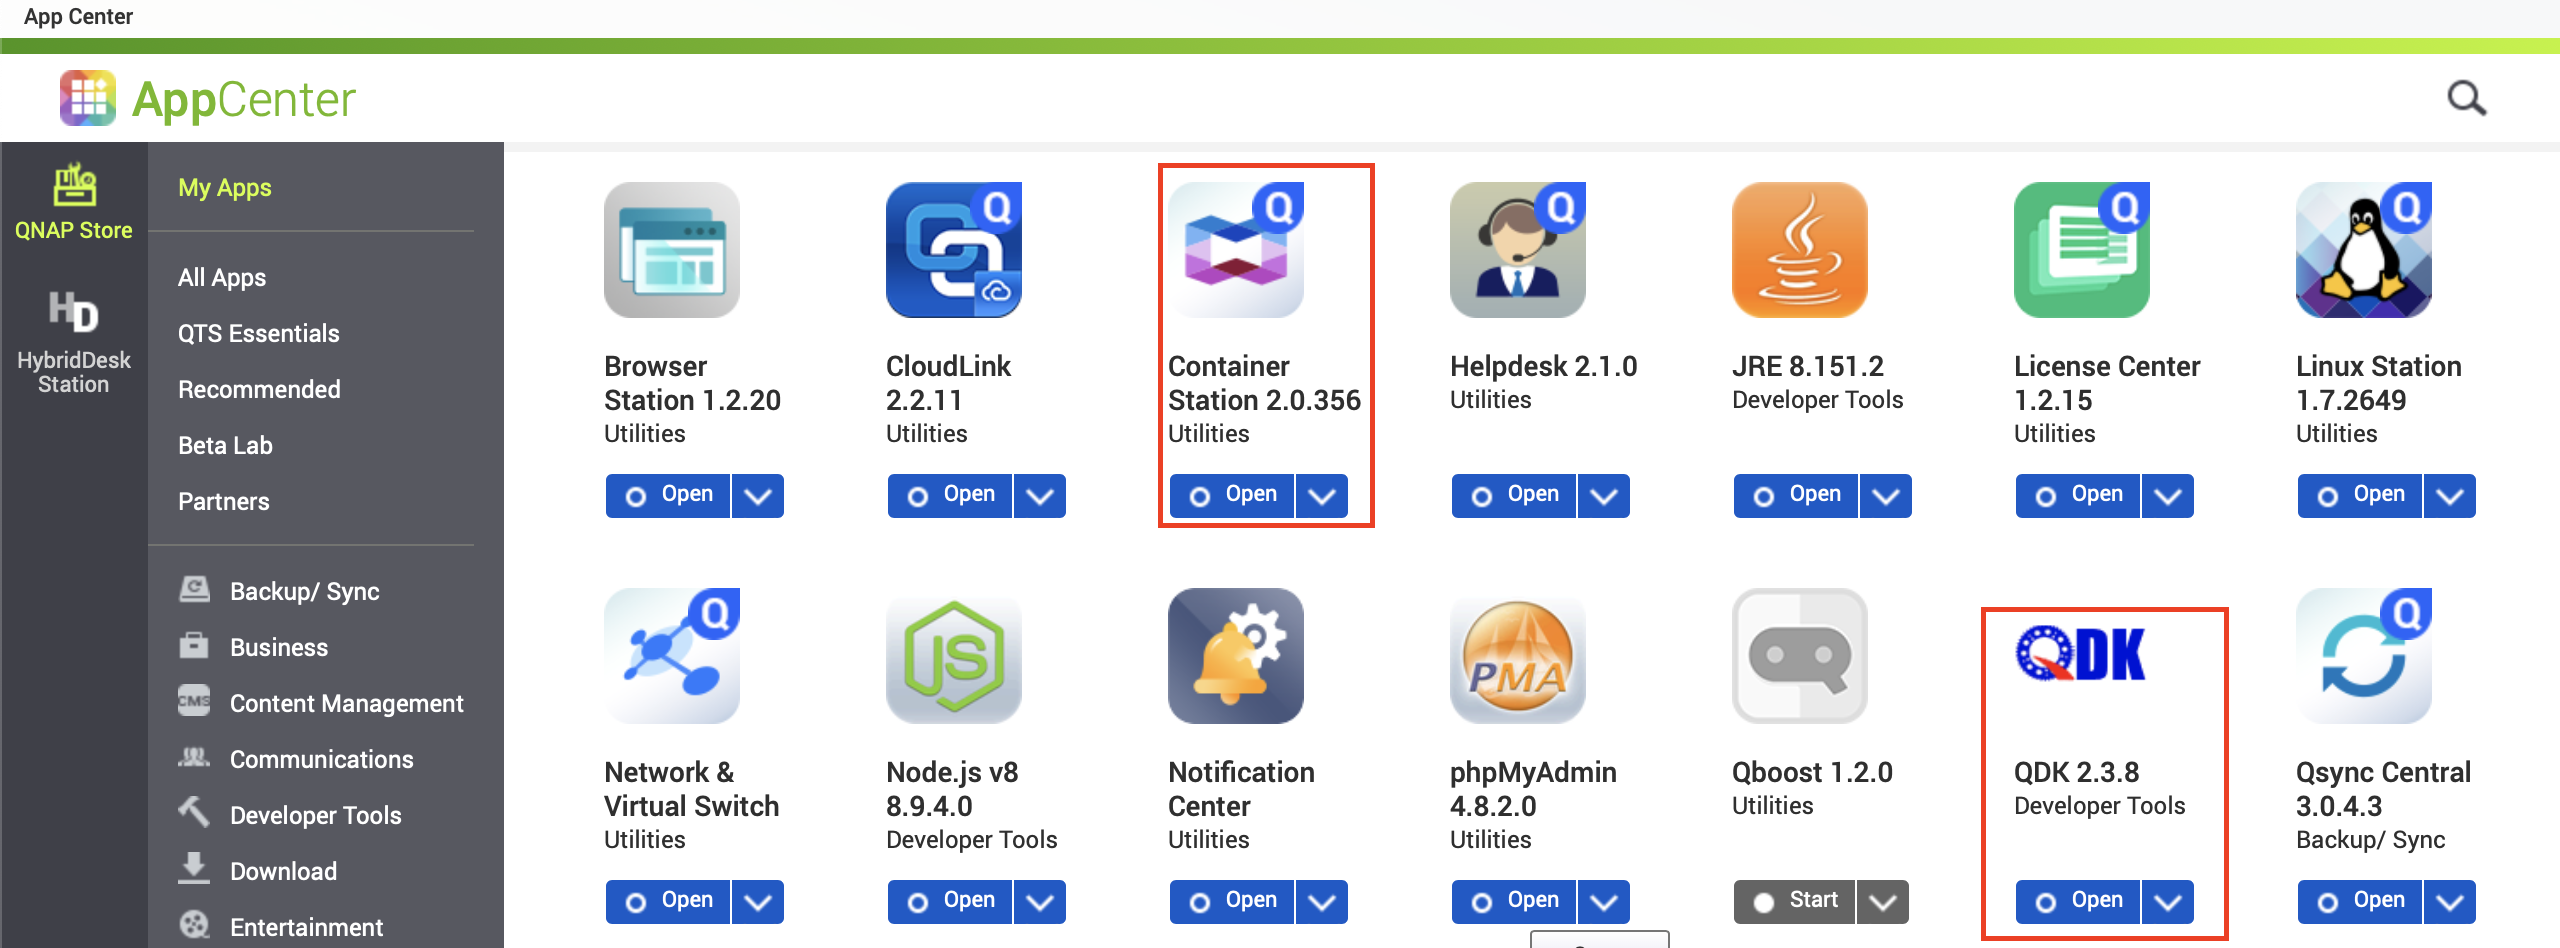 App Center
AppCenter
QNAP Store
HD
HybridDesk
Station
My Apps
All Apps
QTS Essentials
Recommended
Beta Lab
Partners
Backup/ Sync
Business
CMS
Content Management
Communications
Developer Tools
Download
Entertainment
Q
Q
Q
Q
Q
Browser
Station 1.2.20
Utilities
Open
CloudLink
2.2.11
Utilities
Open
Container
Station 2.0.356
Utilities
Open
Helpdesk 2.1.0
Utilities
Open
JRE 8.151.2
Developer Tools
Open
License Center
1.2.15
Utilities
Open
Linux Station
1.7.2649
Utilities
Open
Q
JS
PMA
QDK
Q
Network &
Virtual Switch
Utilities
Open
Node.js v8
8.9.4.0
Developer Tools
Open
Notification
Center
Utilities
Open
phpMyAdmin
4.8.2.0
Utilities
Open
Qboost 1.2.0
Utilities
Start
QDK 2.3.8
Developer Tools
Open
Qsync Central
3.0.4.3
Backup/ Sync
Open